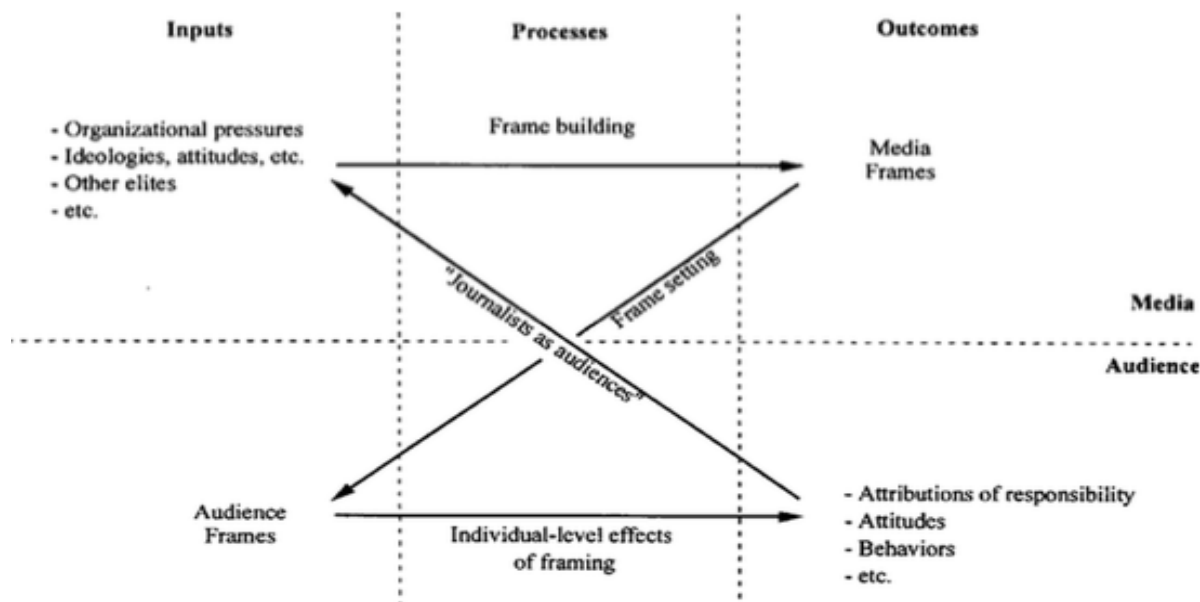 Inputs
Processes
Outcomes
- Organizational pressures
- Ideologies, attitudes, etc.
- Other elites
- etc.
Frame building
Media
Frames
"Journalists as audiences"
Frame setting
Media
Audience
Audience
Frames
Individual-level effects
of framing
- Attributions of responsibility
- Attitudes
- Behaviors
- etc.